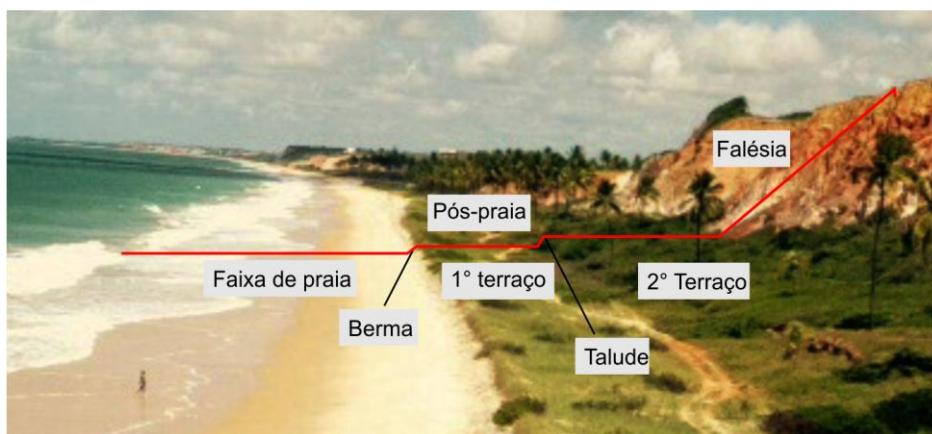 Falésia
Pós-praia
Faixa de praia
1° terraço
2° Terraço
Berma
Talude